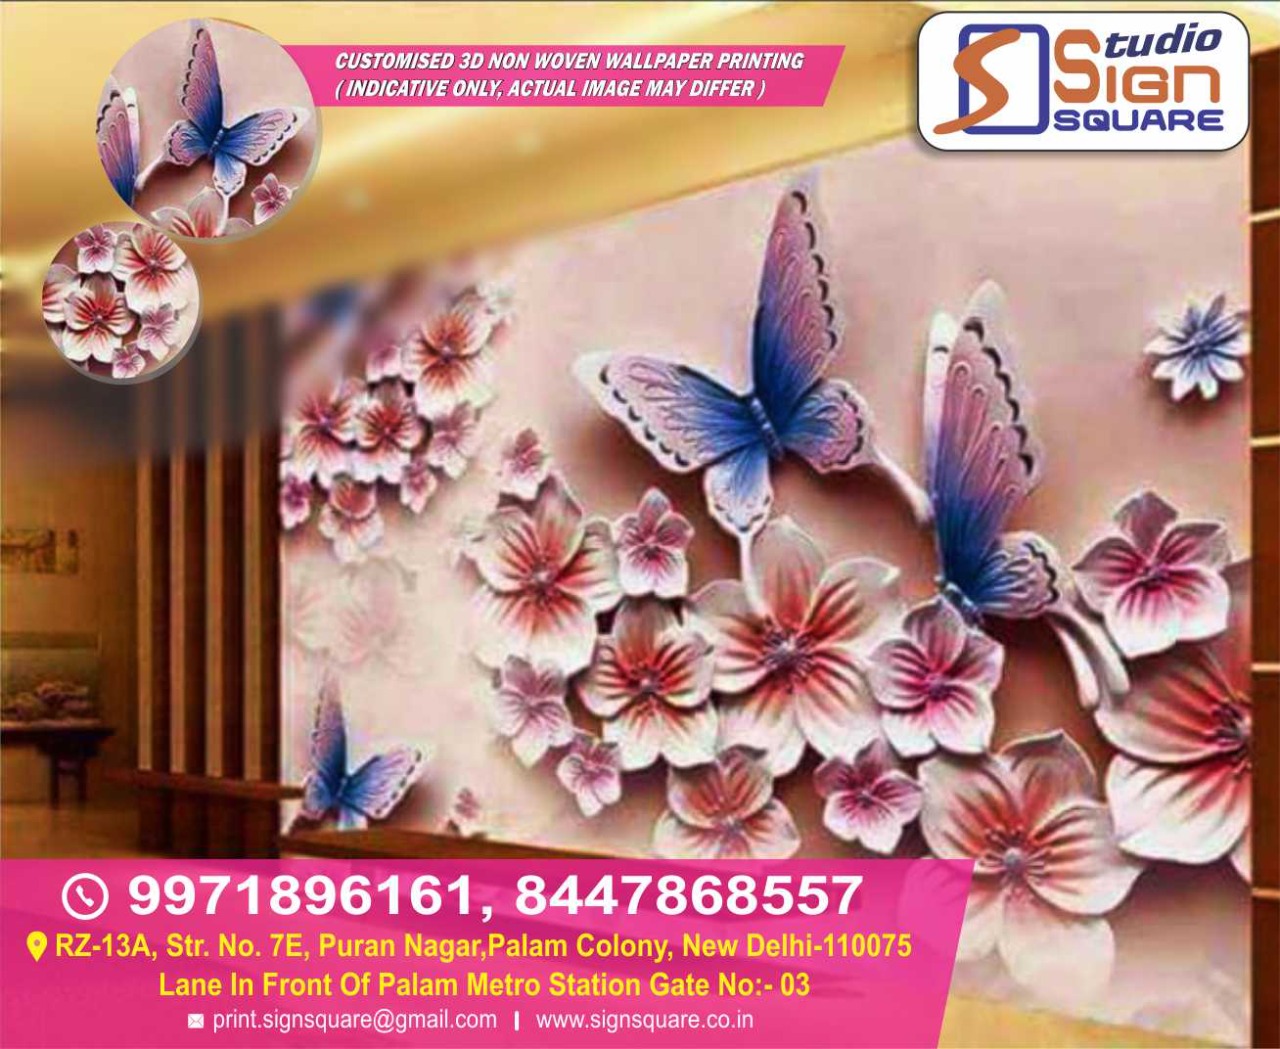 CUSTOMISED 3D NON WOVEN WALLPAPER PRINTING
( INDICATIVE ONLY, ACTUAL IMAGE MAY DIFFER )
Studio
Sign
SQUARE
9971896161, 8447868557
RZ-13A, Str. No. 7E, Puran Nagar,Palam Colony, New Delhi-110075
Lane In Front Of Palam Metro Station Gate No:- 03
print.signsquare@gmail.com | www.signsquare.co.in